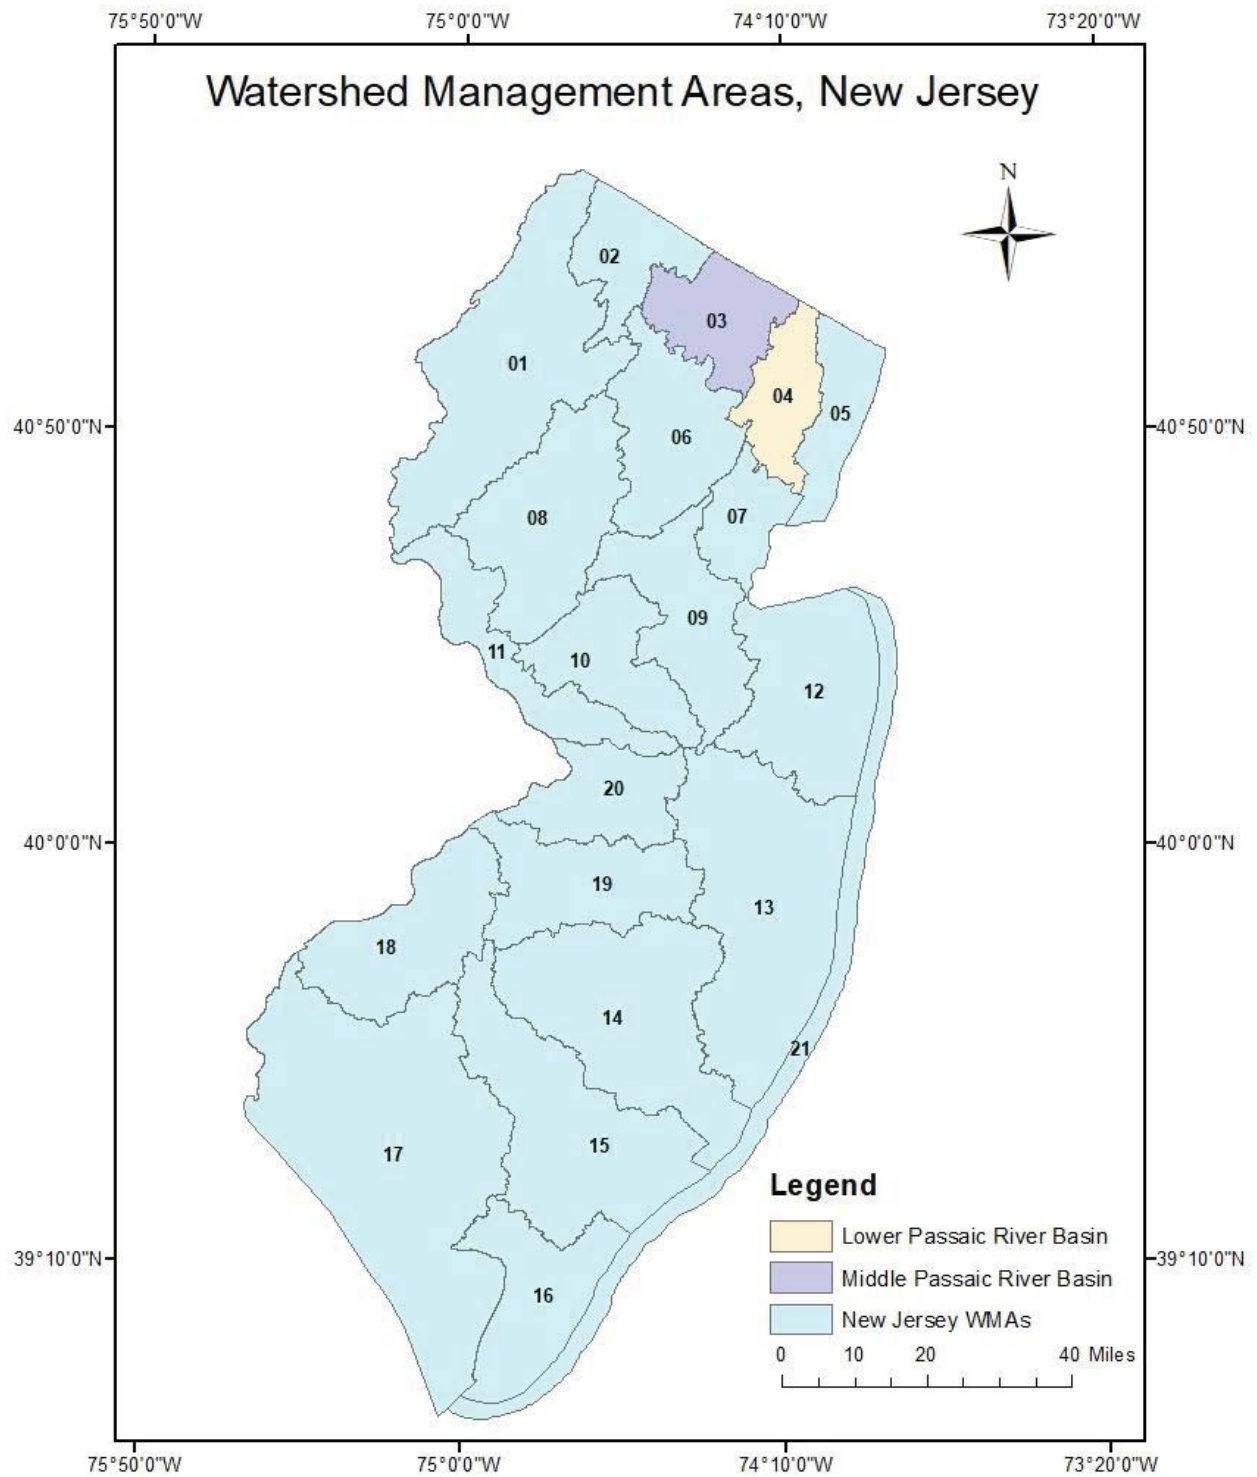 75°50'0"W 75°0'0"W 74°10'0"W 73°20'0"W
Watershed Management Areas, New Jersey
N
02
03
01
04
05
40°50'0"N 40°50'0"N
06
08
07
09
11
10
12
20
40°0'0"N 40°0'0"N
19
13
18
14
21
15
17
Legend
Lower Passaic River Basin
39°10'0"N 39°10'0"N
Middle Passaic River Basin
16
New Jersey WMAs
0 10 20 40 Miles
75°50'0"W 75°0'0"W 74°10'0"W 73°20'0"W